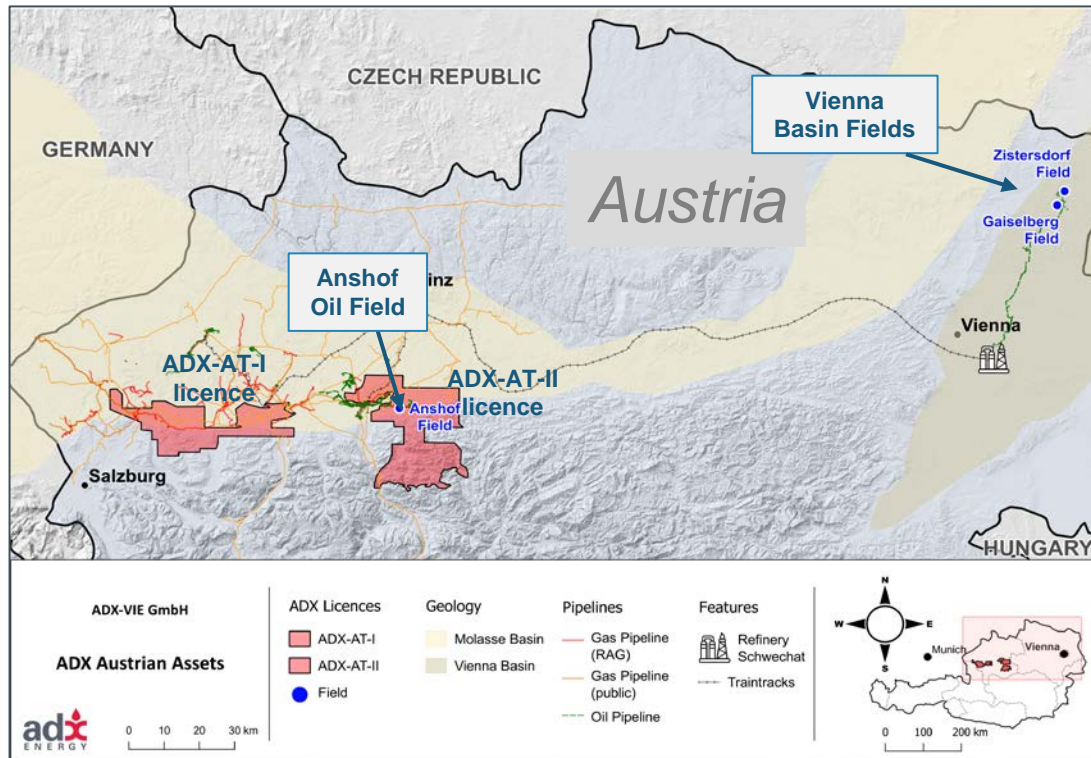 CZECH REPUBLIC
GERMANY
Vienna
Basin Fields
Zistersdorf
Field
Gaiselberg
Field
Austria
Anshof
Oil Field
inz
Vienna
ADX-AT-I
licence
ADX-AT-II
licence
Anshof
Field
Salzburg
HUNGARY
ADX-VIE GmbH
ADX Austrian Assets
adx
ENERGY
0 10 20 30 km
ADX Licences
ADX-AT-I
ADX-AT-II
Field
Geology
Molasse Basin
Vienna Basin
Pipelines
Gas Pipeline
(RAG)
Gas Pipeline
(public)
Oil Pipeline
Features
Refinery
Schwechat
Traintracks
N
W E
S
Munich
Vienna
0 200 km